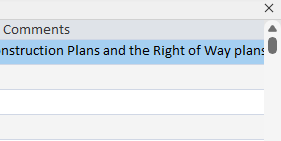 Comments
nstruction Plans and the Right of Way plans